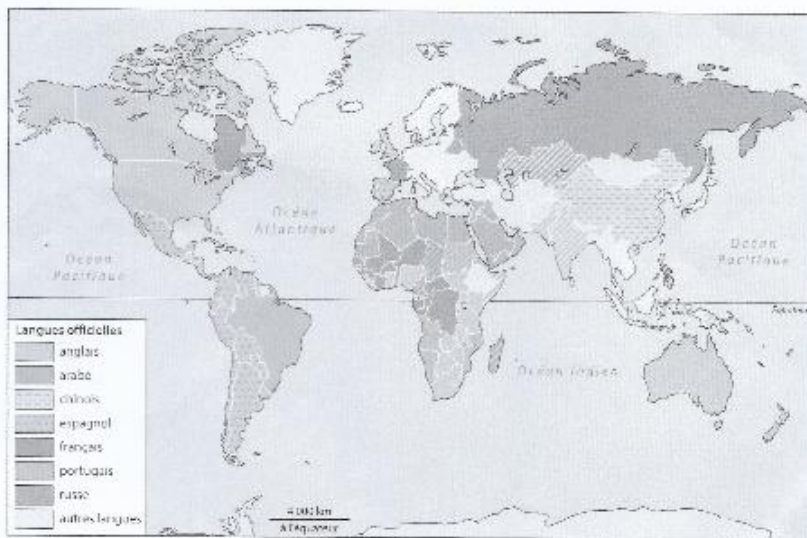 Océan
Atlantique
Océan
Pacifique
Océan
Pacifique
Océan Indien
Langues officielles
anglais
arabe
chinois
espagnol
français
portugais
russe
autres langues
4 000 km
à l'équateur